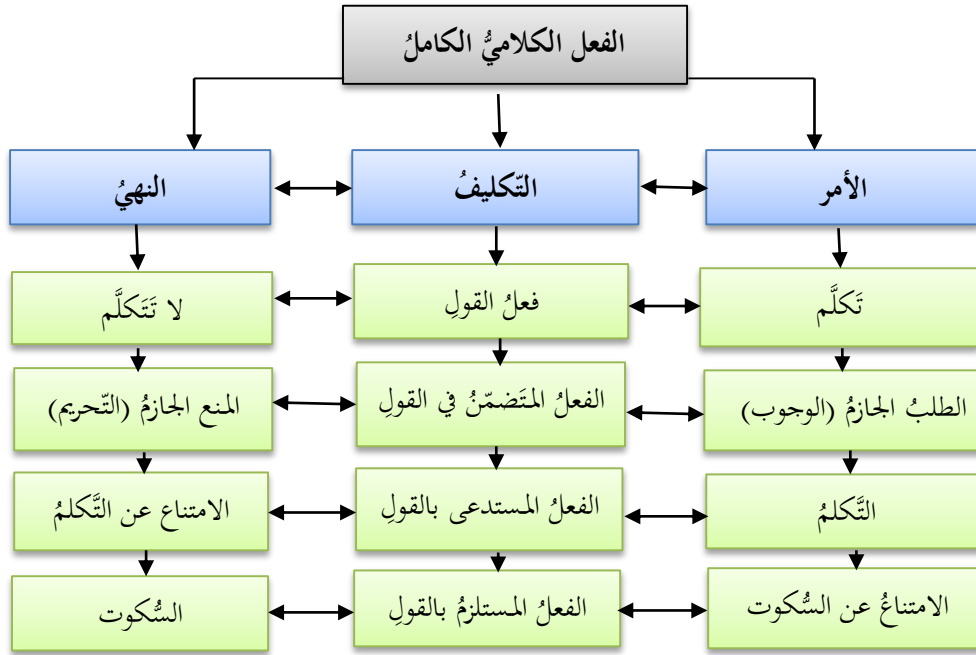 الفعل الكلاميُّ الكاملُ
الأمر
التّكليفُ
النهيُ
تَكلَّم
فعلُ القولِ
لا تَتَكلَّم
الطلبُ الجازمُ (الوجوب)
الفعلُ المتَضمّنُ في القولِ
المنع الجازمُ (التّحريم)
التَّكلمُ
الفعلُ المستدعى بالقولِ
الامتناع عن التَّكلمُ
الامتناعُ عن السُّكوت
الفعلُ المستلزمُ بالقولِ
السُّكوت